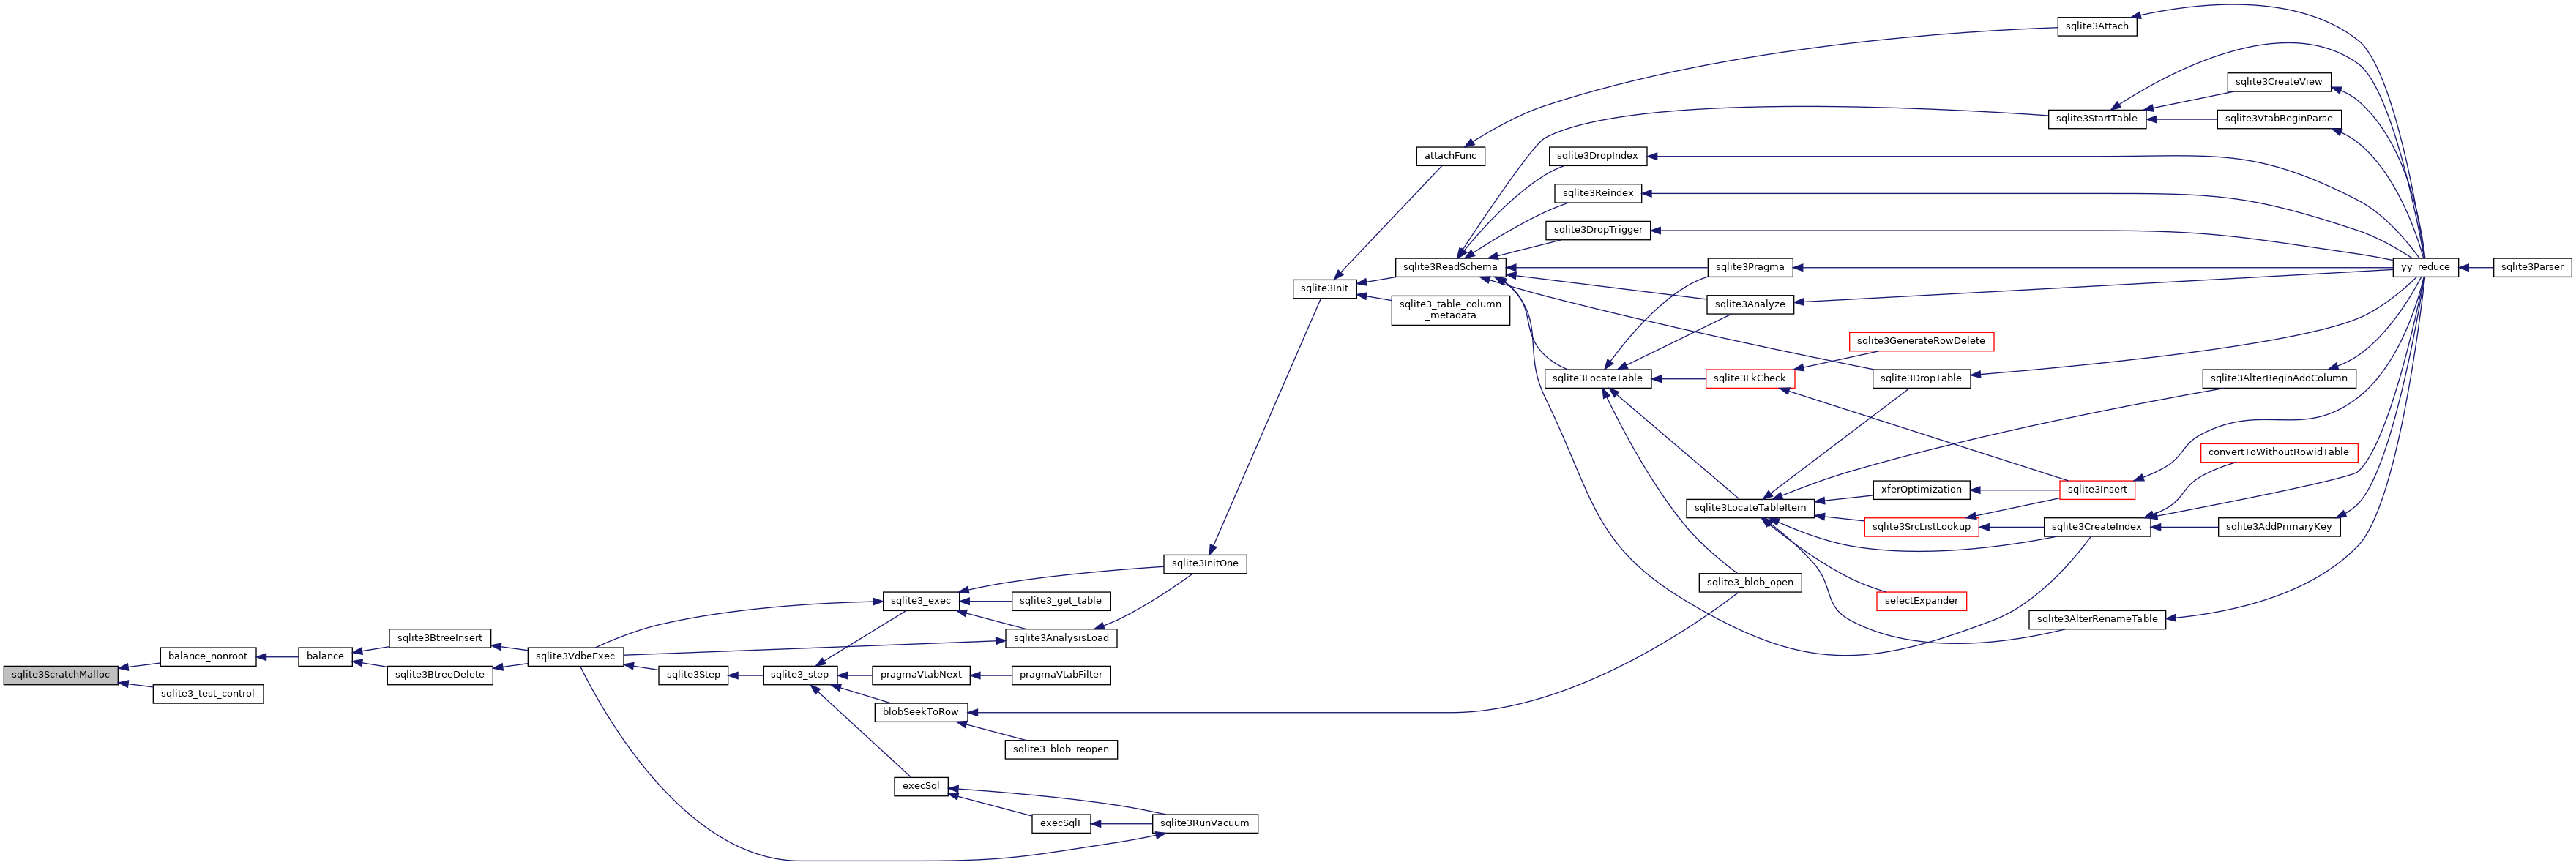 sqlite3Attach
sqlite3CreateView
sqlite3StartTable
sqlite3VtabBeginParse
attachFunc
sqlite3DropIndex
sqlite3Reindex
sqlite3DropTrigger
sqlite3ReadSchema
sqlite3Pragma
yy_reduce
sqlite3Parser
sqlite3Init
sqlite3_table_column
_metadata
sqlite3Analyze
sqlite3GenerateRowDelete
sqlite3LocateTable
sqlite3FkCheck
sqlite3DropTable
sqlite3AlterBeginAddColumn
convertToWithoutRowidTable
xferOptimization
sqlite3Insert
sqlite3LocateTableItem
sqlite3SrcListLookup
sqlite3CreateIndex
sqlite3AddPrimaryKey
sqlite3InitOne
sqlite3_blob_open
sqlite3_exec
sqlite3_get_table
selectExpander
sqlite3AlterRenameTable
sqlite3BtreeInsert
sqlite3AnalysisLoad
balance_nonroot
balance
sqlite3VdbeExec
sqlite3ScratchMalloc
sqlite3BtreeDelete
sqlite3Step
sqlite3_step
pragmaVtabNext
pragmaVtabFilter
sqlite3_test_control
blobSeekToRow
sqlite3_blob_reopen
execSql
execSqlF
sqlite3RunVacuum